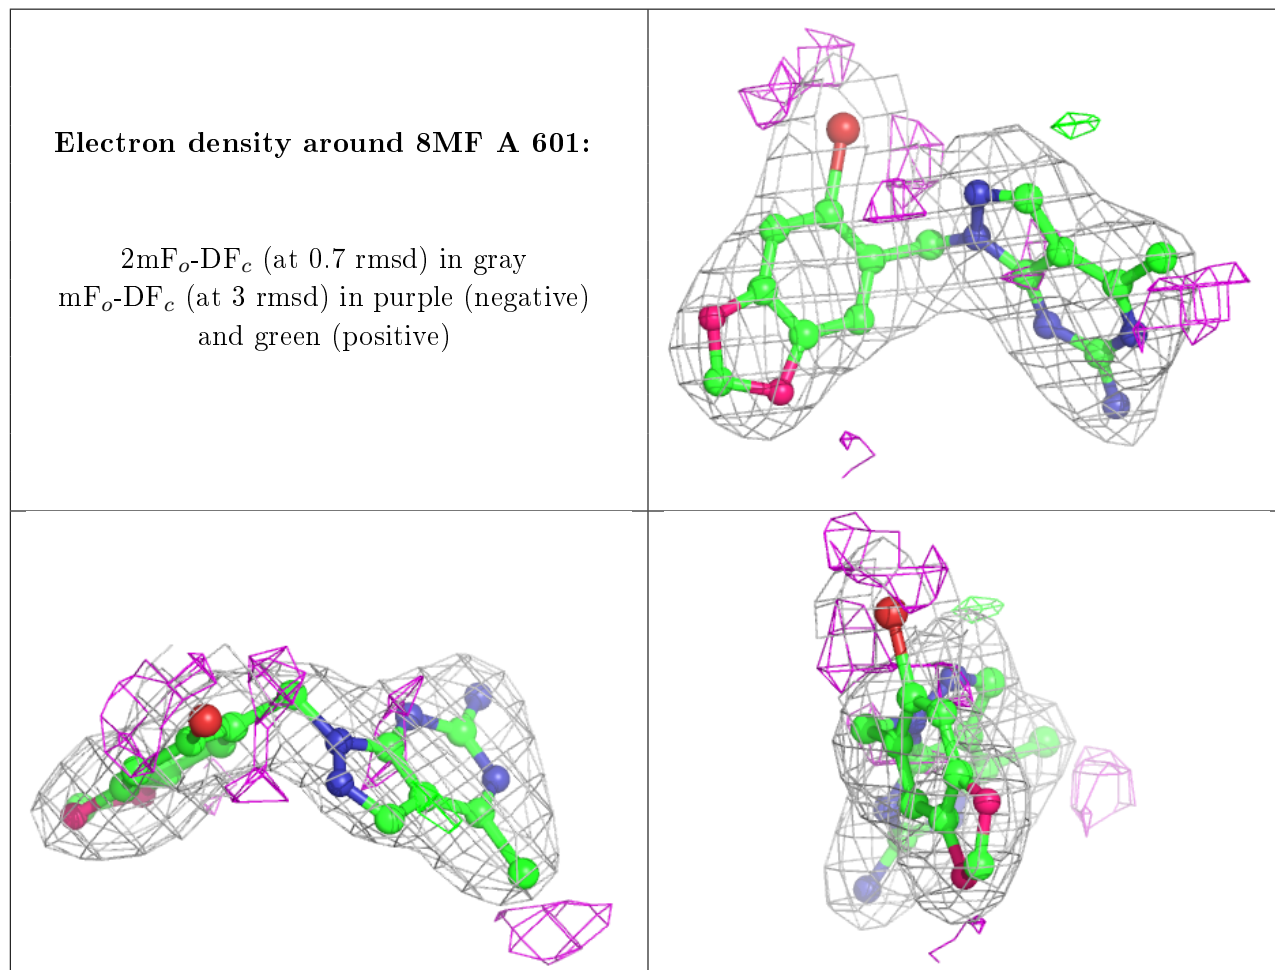 Electron density around 8MF A 601:
2mFo-DFc (at 0.7 rmsd) in gray
mFo-DFc (at 3 rmsd) in purple (negative)
and green (positive)